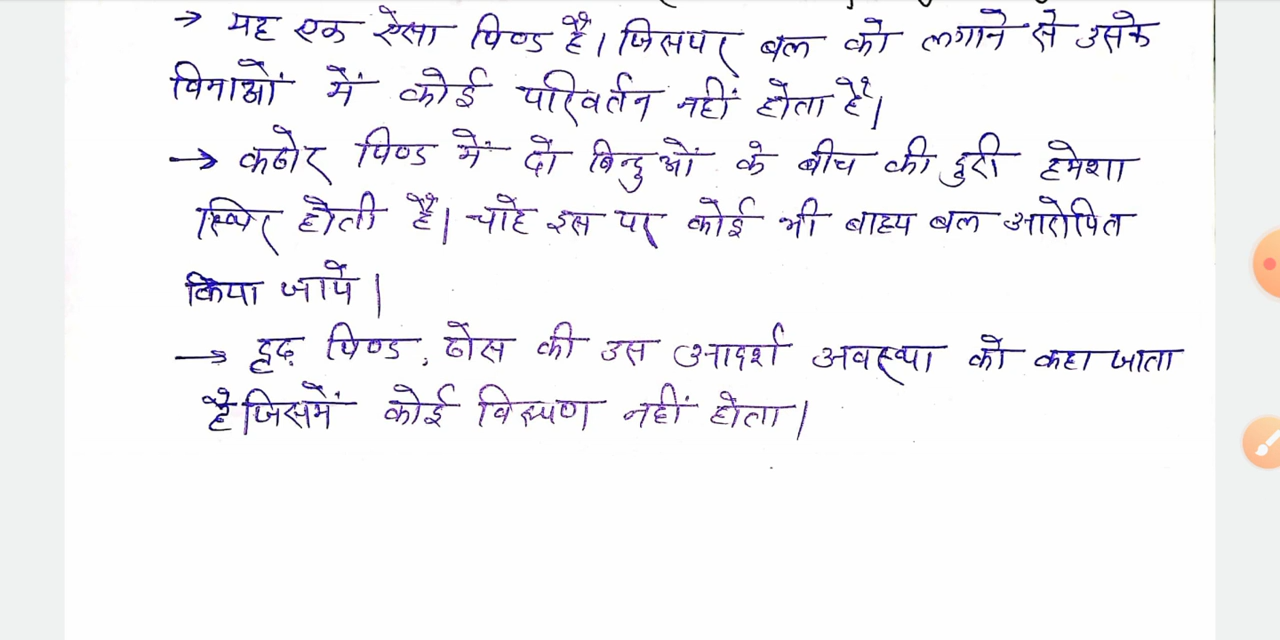 → यह एक ऐसा पिण्ड है। जिसपर बल को लगाने से उसके
विमाओं में कोई परिवर्तन नहीं होता है।
→ कठोर पिण्ड में दो बिन्दुओं के बीच की दुरी हमेशा
स्थिर होती है। चाहे इस पर कोई भी बाह्य बल आरोपित
किया जाये।
→ दृढ़ पिण्ड, ठोस की उस आदर्श अवस्था को कहा जाता
है जिसमें कोई विरुपण नहीं होता।